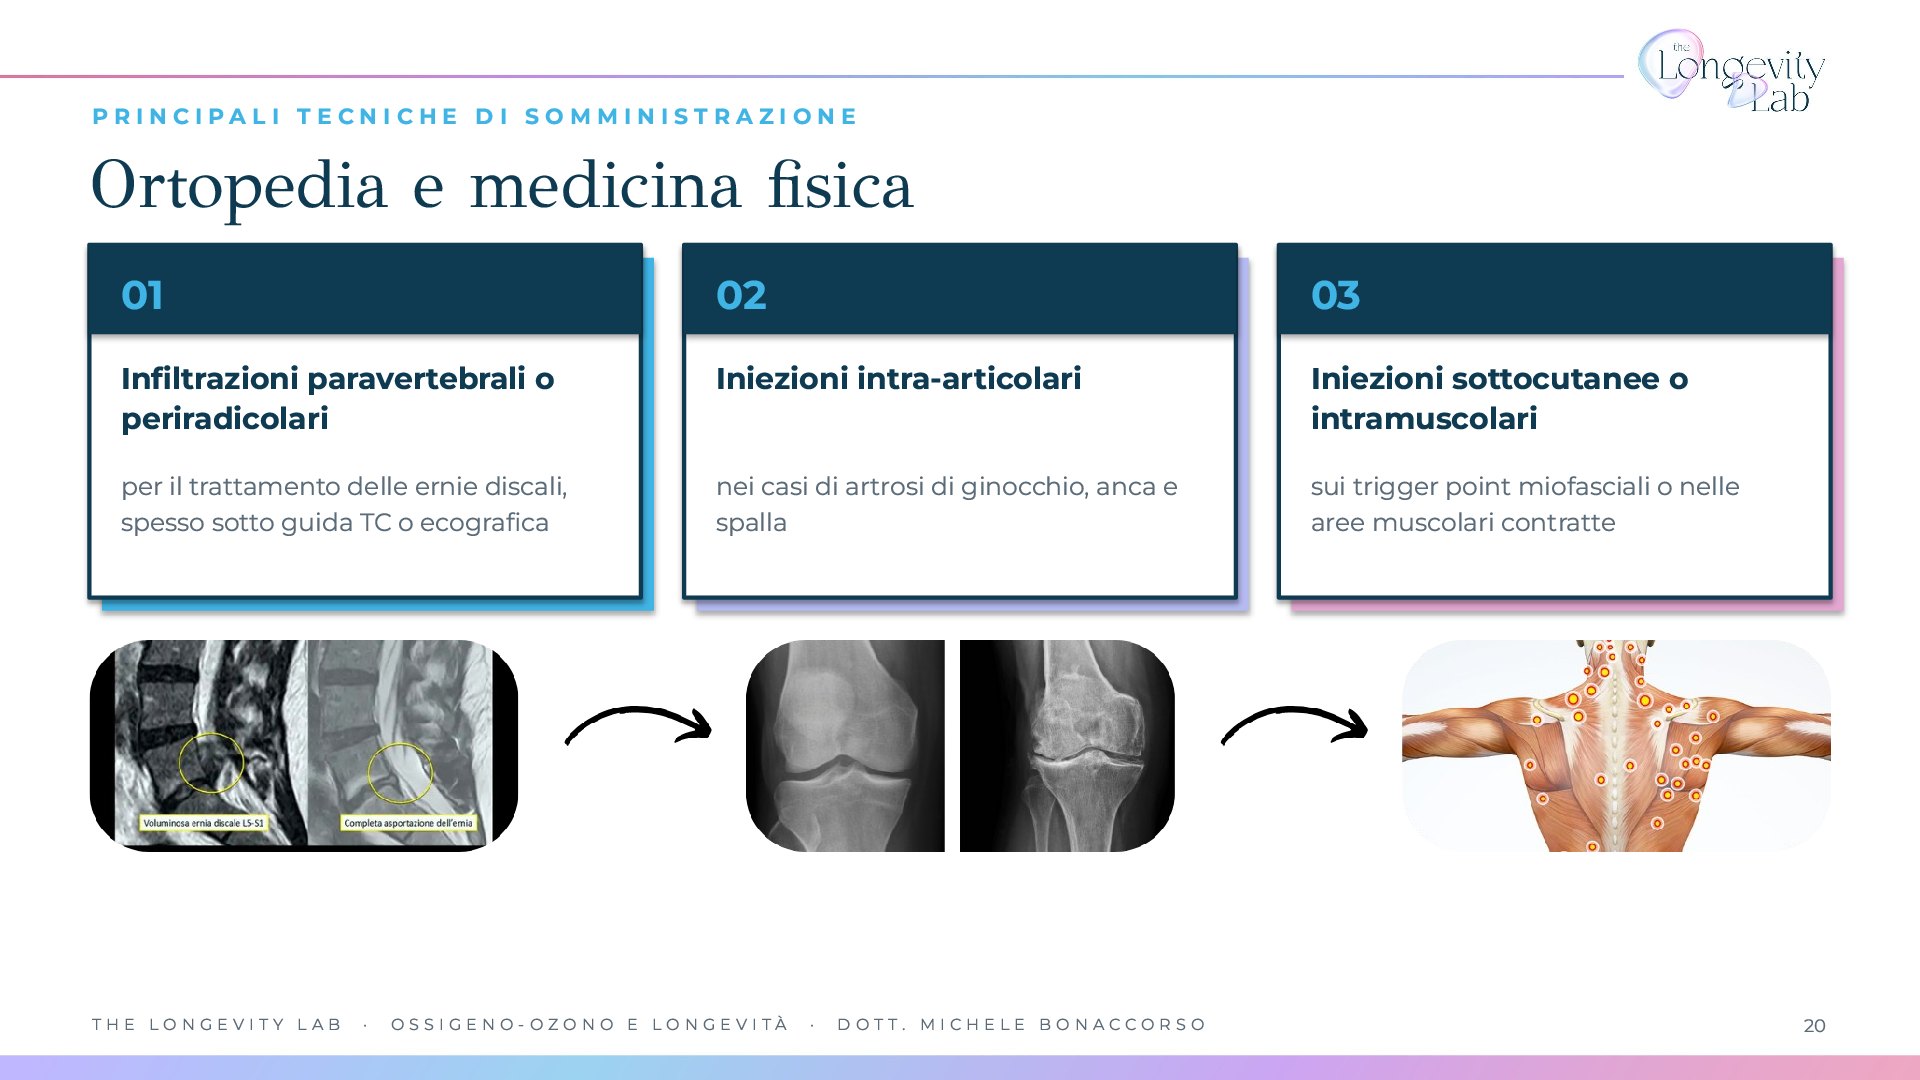 the
Longevity
Lab
PRINCIPALI TECNICHE DI SOMMINISTRAZIONE
Ortopedia e medicina fisica
01
Infiltrazioni paravertebrali o
periradicolari
per il trattamento delle ernie discali,
spesso sotto guida TC o ecografica
02
Iniezioni intra-articolari
nei casi di artrosi di ginocchio, anca e
spalla
03
Iniezioni sottocutanee o
intramuscolari
sui trigger point miofasciali o nelle
aree muscolari contratte
Voluminosa ernia discale L5-S1
Completa asportazione dell'ernia
THE LONGEVITY LAB · OSSIGENO-OZONO E LONGEVITÀ · DOTT. MICHELE BONACCORSO
20